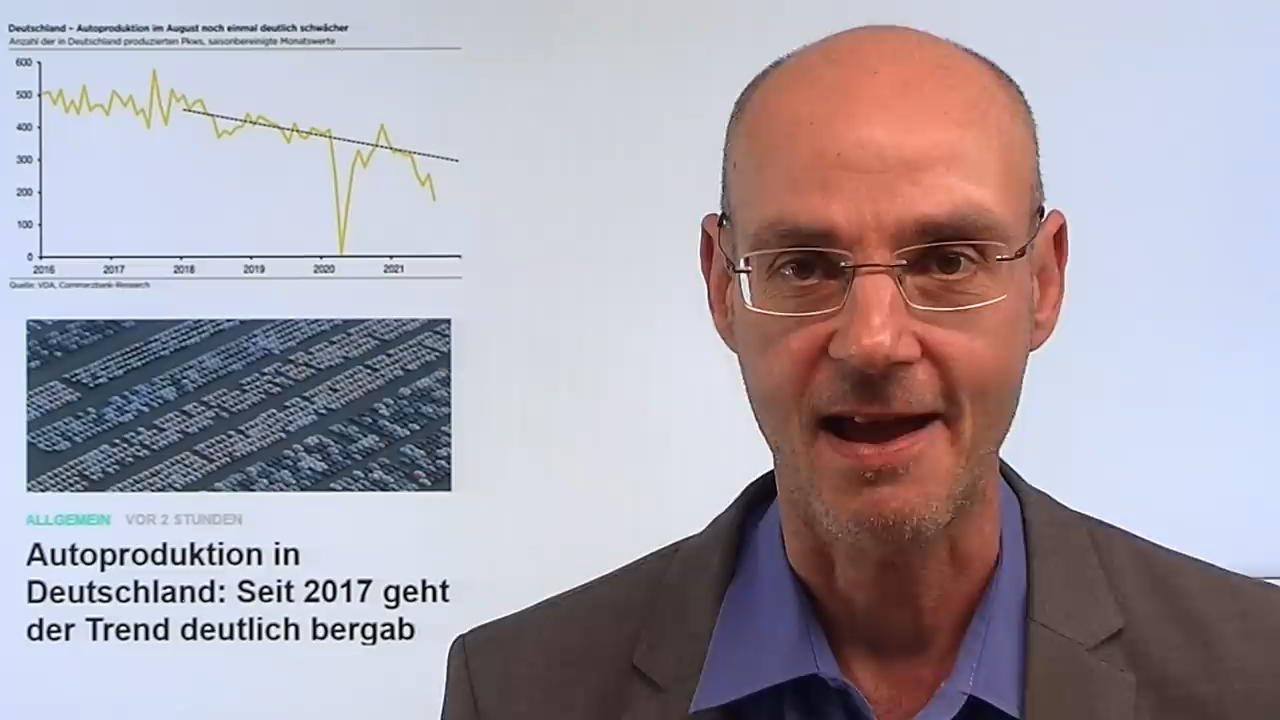 Deutschland – Autoproduktion im August noch einmal deutlich schwächer
Anzahl der in Deutschland produzierten Pkws, saisonbereinigte Monatswerte
600
500
400
300
200
100
0
2016 2017 2018 2019 2020 2021
Quelle: VDA, Commerzbank-Research
ALLGEMEIN VOR 2 STUNDEN
Autoproduktion in
Deutschland: Seit 2017 geht
der Trend deutlich bergab